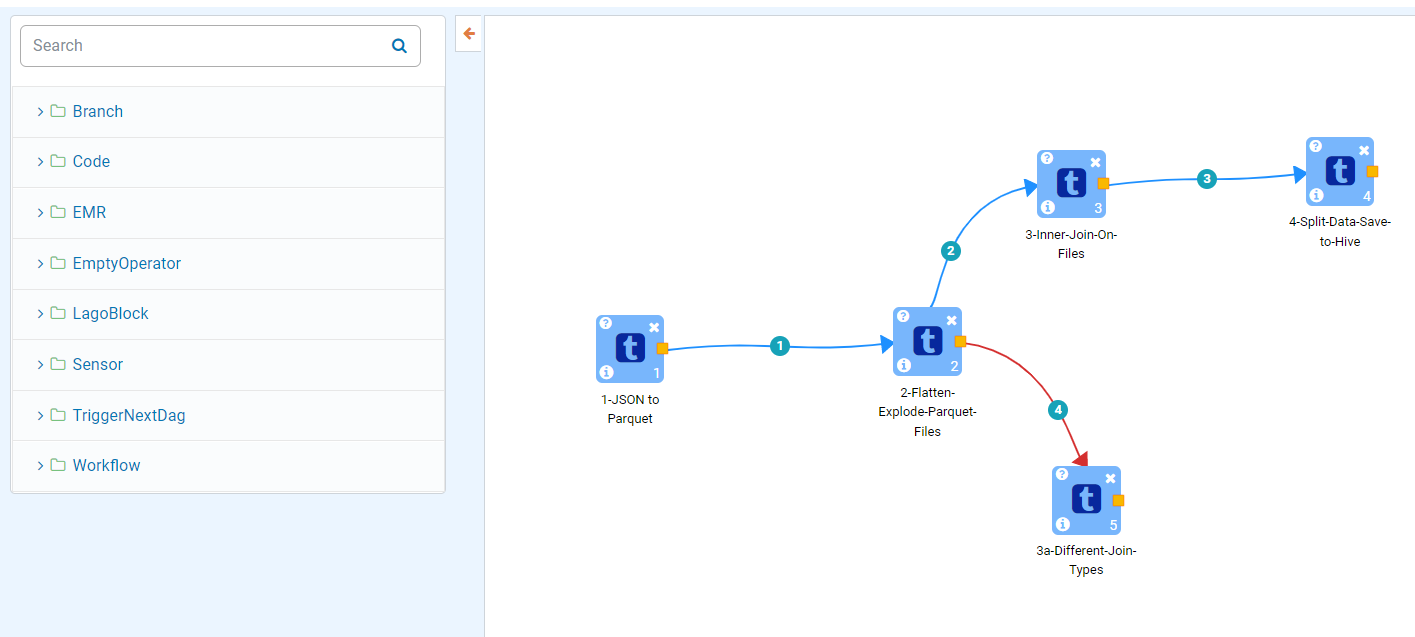 Search
Branch
Code
EMR
EmptyOperator
LagoBlock
Sensor
TriggerNextDag
Workflow
? t i 1
1-JSON to
Parquet
1
? t i 2
2-Flatten-
Explode-Parquet-
Files
2
? t i 3
3-Inner-Join-On-
Files
3
? t i 4
4-Split-Data-Save-
to-Hive
4
? t i 5
3a-Different-Join-
Types